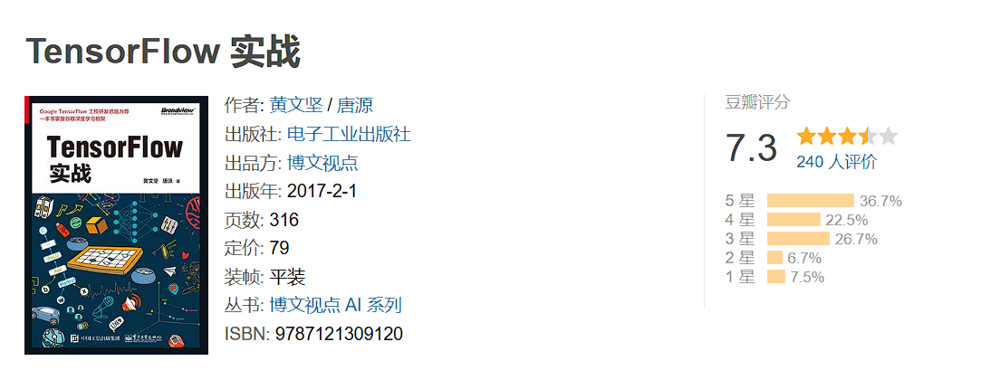 TensorFlow 实战
Google Tensorflow 工程研发总监力荐
一本书掌握谷歌深度学习框架
Broadview®
TensorFlow
实战
黄文坚 唐源 著
中国工信出版集团
电子工业出版社
作者: 黄文坚 / 唐源
出版社: 电子工业出版社
出品方: 博文视点
出版年: 2017-2-1
页数: 316
定价: 79
装帧: 平装
丛书: 博文视点 AI 系列
ISBN: 9787121309120
豆瓣评分
7.3
240 人评价
5 星 36.7%
4 星 22.5%
3 星 26.7%
2 星 6.7%
1 星 7.5%